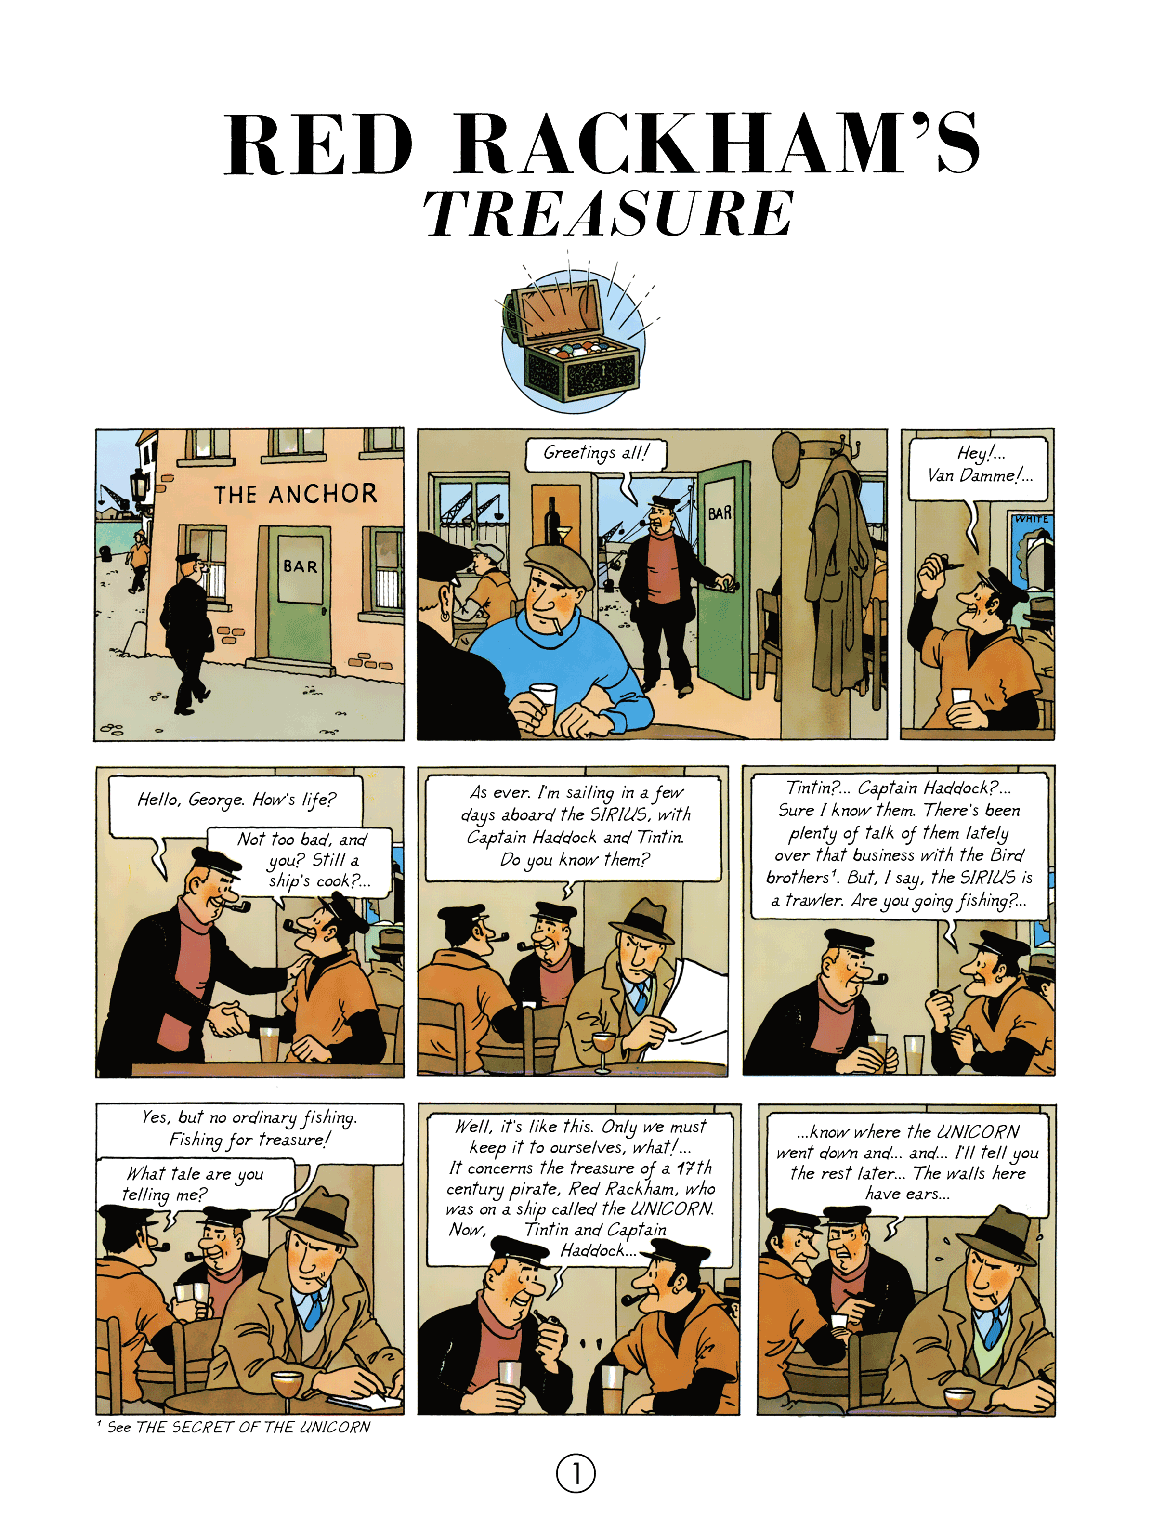 RED RACKHAM'S
TREASURE
THE ANCHOR
BAR
Greetings all!
BAR
Hey!...
Van Damme!...
WHITE
Hello, George. How's life?
Not too bad, and
you? Still a
ship's cook?...
As ever. I'm sailing in a few
days aboard the SIRIUS, with
Captain Haddock and Tintin.
Do you know them?
Tintin?... Captain Haddock?...
Sure I know them. There's been
plenty of talk of them lately
over that business with the Bird
brothers¹. But, I say, the SIRIUS is
a trawler. Are you going fishing?...
Yes, but no ordinary fishing.
Fishing for treasure!
What tale are you
telling me?
Well, it's like this. Only we must
keep it to ourselves, what!...
It concerns the treasure of a 17th
century pirate, Red Rackham, who
was on a ship called the UNICORN.
Now, Tintin and Captain
Haddock...
...know where the UNICORN
went down and... and... I'll tell you
the rest later... The walls here
have ears...
¹ See THE SECRET OF THE UNICORN
1